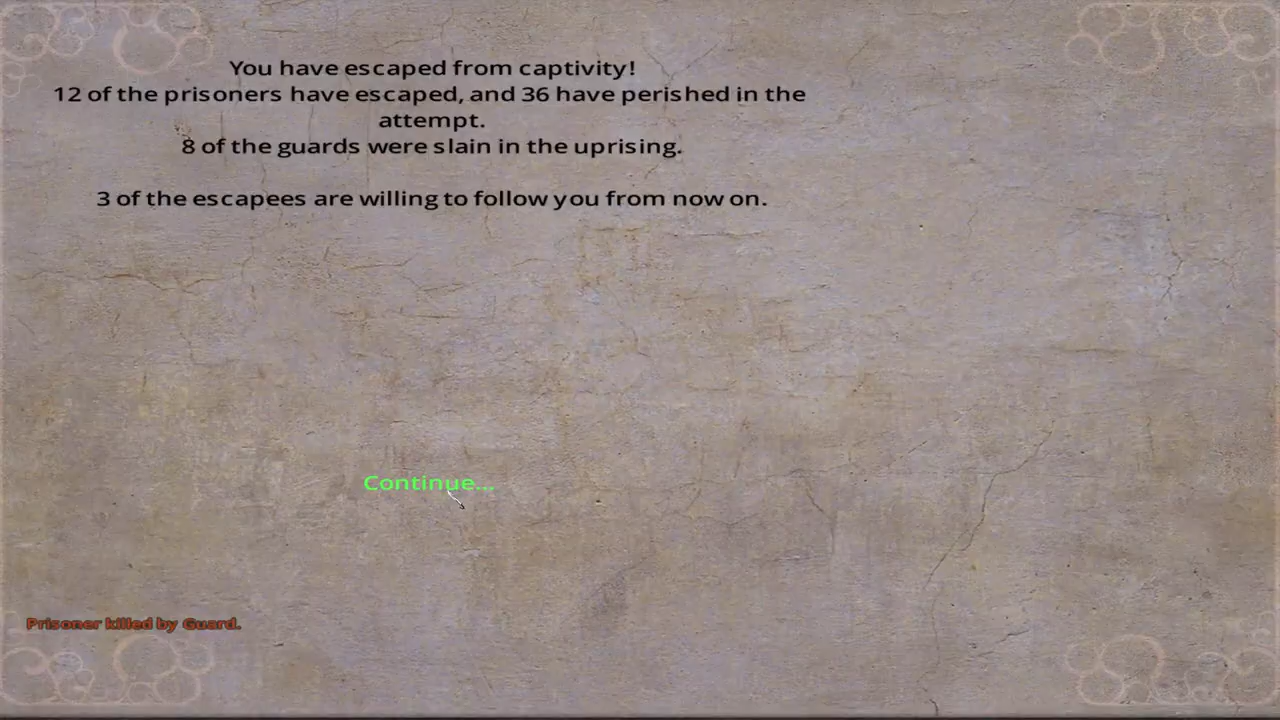 You have escaped from captivity!
12 of the prisoners have escaped, and 36 have perished in the
attempt.
8 of the guards were slain in the uprising.
3 of the escapees are willing to follow you from now on.
Continue...
Prisoner killed by Guard.